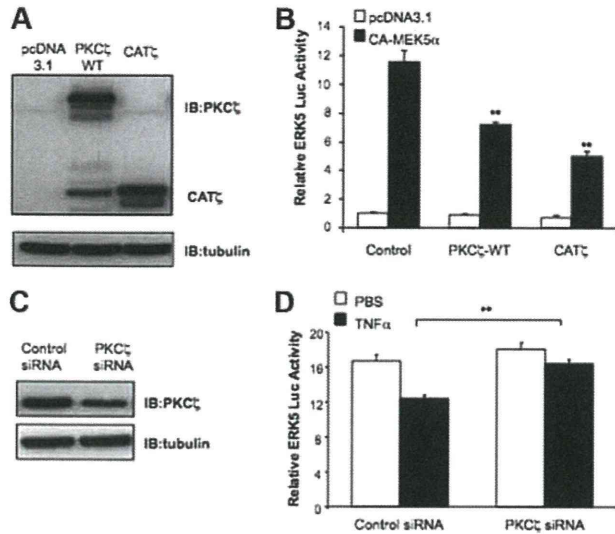 A
pcDNA 3.1
PKCζ WT
CATζ
IB:PKCζ
CATζ
IB:tubulin
B
pcDNA3.1
CA-MEK5α
Relative ERK5 Luc Activity
14
12
10
8
6
4
2
0
**
**
Control
PKCζ-WT
CATζ
C
Control siRNA
PKCζ siRNA
IB:PKCζ
IB:tubulin
D
PBS
TNFα
**
Relative ERK5 Luc Activity
20
16
12
8
4
0
Control siRNA
PKCζ siRNA